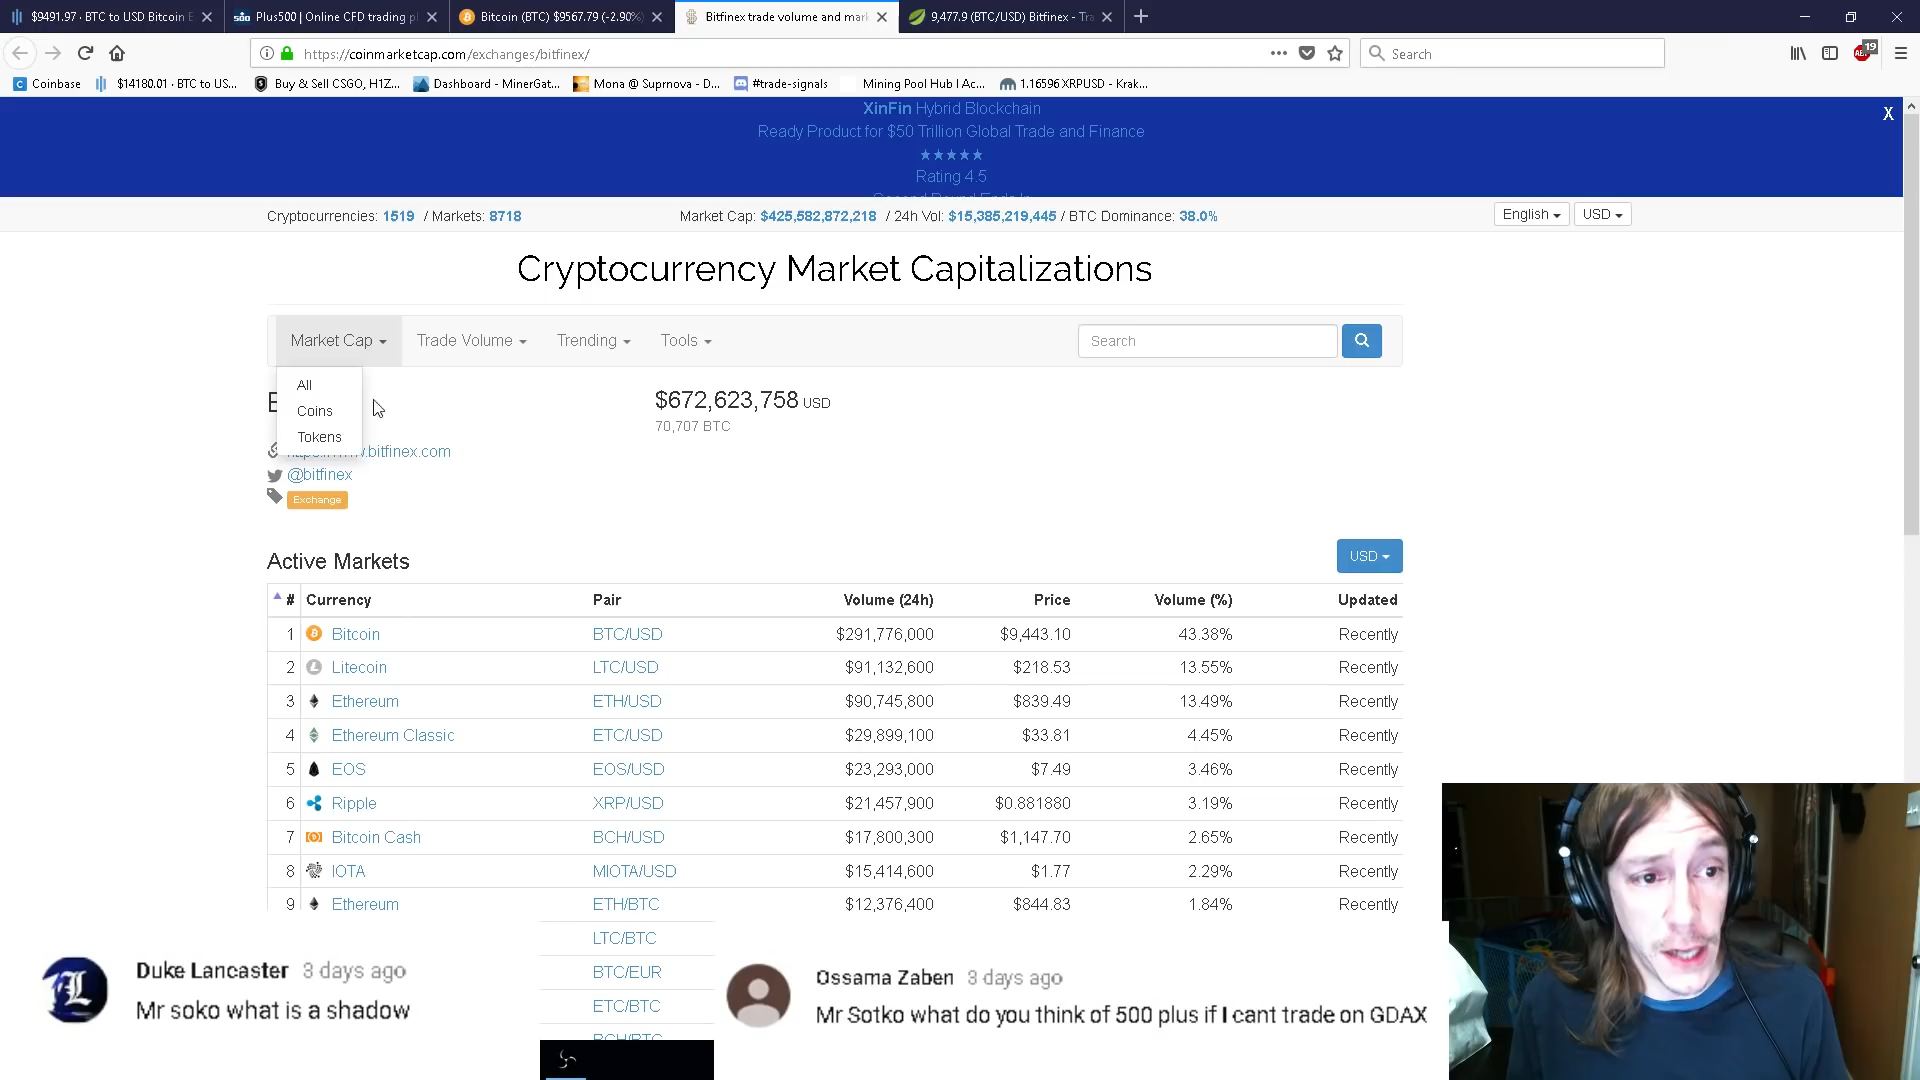 $9491.97 · BTC to USD Bitcoin E
Plus500 | Online CFD trading pl
Bitcoin (BTC) $9567.79 (-2.90%)
Bitfinex trade volume and mark
9,477.9 (BTC/USD) Bitfinex - Tra
https://coinmarketcap.com/exchanges/bitfinex/
Search
19
Coinbase
$14180.01 · BTC to US...
Buy & Sell CSGO, H1Z...
Dashboard - MinerGat...
Mona @ Suprnova - D...
#trade-signals
Mining Pool Hub | Ac...
1.16596 XRPUSD - Krak...
XinFin Hybrid Blockchain
X
Ready Product for $50 Trillion Global Trade and Finance
★★★★★
Rating 4.5
Cryptocurrencies: 1519 / Markets: 8718
Market Cap: $425,582,872,218 / 24h Vol: $15,385,219,445 / BTC Dominance: 38.0%
English
USD
Cryptocurrency Market Capitalizations
Market Cap
Trade Volume
Trending
Tools
Search
All
Coins
Tokens
$672,623,758 USD
70,707 BTC
.bitfinex.com
@bitfinex
Exchange
Active Markets
USD
# Currency Pair Volume (24h) Price Volume (%) Updated
1 Bitcoin BTC/USD $291,776,000 $9,443.10 43.38% Recently
2 Litecoin LTC/USD $91,132,600 $218.53 13.55% Recently
3 Ethereum ETH/USD $90,745,800 $839.49 13.49% Recently
4 Ethereum Classic ETC/USD $29,899,100 $33.81 4.45% Recently
5 EOS EOS/USD $23,293,000 $7.49 3.46% Recently
6 Ripple XRP/USD $21,457,900 $0.881880 3.19% Recently
7 Bitcoin Cash BCH/USD $17,800,300 $1,147.70 2.65% Recently
8 IOTA MIOTA/USD $15,414,600 $1.77 2.29% Recently
9 Ethereum ETH/BTC $12,376,400 $844.83 1.84% Recently
LTC/BTC
BTC/EUR
ETC/BTC
BCH/BTC
Duke Lancaster 3 days ago
Mr soko what is a shadow
Ossama Zaben 3 days ago
Mr Sotko what do you think of 500 plus if I cant trade on GDAX